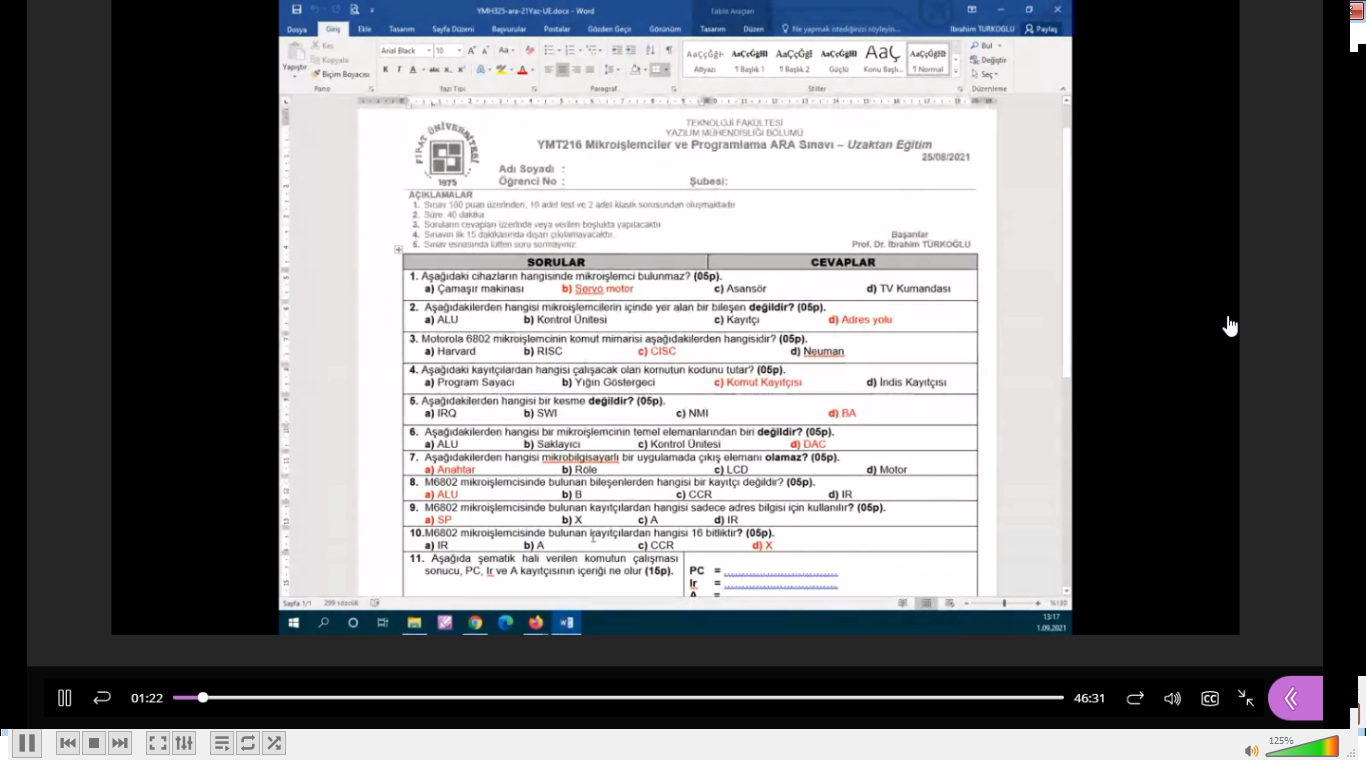 YMH325-ara-21Yaz-UE.docx - Word
Tablo Araçları
Dosya Giriş Ekle Tasarım Sayfa Düzeni Başvurular Postalar Gözden Geçir Görünüm Tasarım Düzen Ne yapmak istediğinizi söyleyin... İbrahim TURKOGLU Paylaş
Yapıştır
Kes
Kopyala
Biçim Boyacısı
Arial Black 10
Altyazı ¶ Başlık 1 ¶ Başlık 2 Güçlü Konu Başlı... ¶ Normal
Bul
Değiştir
Seç
Pano Yazı Tipi Paragraf Stiller Düzenleme
FIRAT ÜNİVERSİTESİ
1975
TEKNOLOJİ FAKÜLTESİ
YAZILIM MÜHENDİSLİĞİ BÖLÜMÜ
YMT216 Mikroişlemciler ve Programlama ARA Sınavı – Uzaktan Eğitim
25/08/2021
Adı Soyadı :
Öğrenci No : Şubesi:
AÇIKLAMALAR
1. Sınav 100 puan üzerinden, 10 adet test ve 2 adet klasik sorusundan oluşmaktadır
2. Süre 40 dakika
3. Soruların cevapları üzerinde veya verilen boşlukta yapılacaktır
4. Sınavın ilk 15 dakikasında dışarı çıkılamayacaktır.
5. Sınav esnasında lütfen soru sormayınız
Başarılar
Prof. Dr. İbrahim TÜRKOĞLU
SORULAR CEVAPLAR
1. Aşağıdaki cihazların hangisinde mikroişlemci bulunmaz? (05p).
a) Çamaşır makinası b) Servo motor c) Asansör d) TV Kumandası
2. Aşağıdakilerden hangisi mikroişlemcilerin içinde yer alan bir bileşen değildir? (05p).
a) ALU b) Kontrol Ünitesi c) Kayıtçı d) Adres yolu
3. Motorola 6802 mikroişlemcinin komut mimarisi aşağıdakilerden hangisidir? (05p).
a) Harvard b) RISC c) CISC d) Neuman
4. Aşağıdaki kayıtçılardan hangisi çalışacak olan komutun kodunu tutar? (05p).
a) Program Sayacı b) Yığın Göstergeci c) Komut Kayıtçısı d) İndis Kayıtçısı
5. Aşağıdakilerden hangisi bir kesme değildir? (05p).
a) IRQ b) SWI c) NMI d) BA
6. Aşağıdakilerden hangisi bir mikroişlemcinin temel elemanlarından biri değildir? (05p).
a) ALU b) Saklayıcı c) Kontrol Ünitesi d) DAC
7. Aşağıdakilerden hangisi mikrobilgisayarlı bir uygulamada çıkış elemanı olamaz? (05p).
a) Anahtar b) Röle c) LCD d) Motor
8. M6802 mikroişlemcisinde bulunan bileşenlerden hangisi bir kayıtçı değildir? (05p).
a) ALU b) B c) CCR d) IR
9. M6802 mikroişlemcisinde bulunan kayıtçılardan hangisi sadece adres bilgisi için kullanılır? (05p).
a) SP b) X c) A d) IR
10.M6802 mikroişlemcisinde bulunan kayıtçılardan hangisi 16 bitliktir? (05p).
a) IR b) A c) CCR d) X
11. Aşağıda şematik hali verilen komutun çalışması
sonucu, PC, Ir ve A kayıtçısının içeriği ne olur (15p).
PC =
Ir =
A =
Sayfa 1/1 299 sözcük %130
13:17
1.09.2021
01:22 46:31
CC
125%